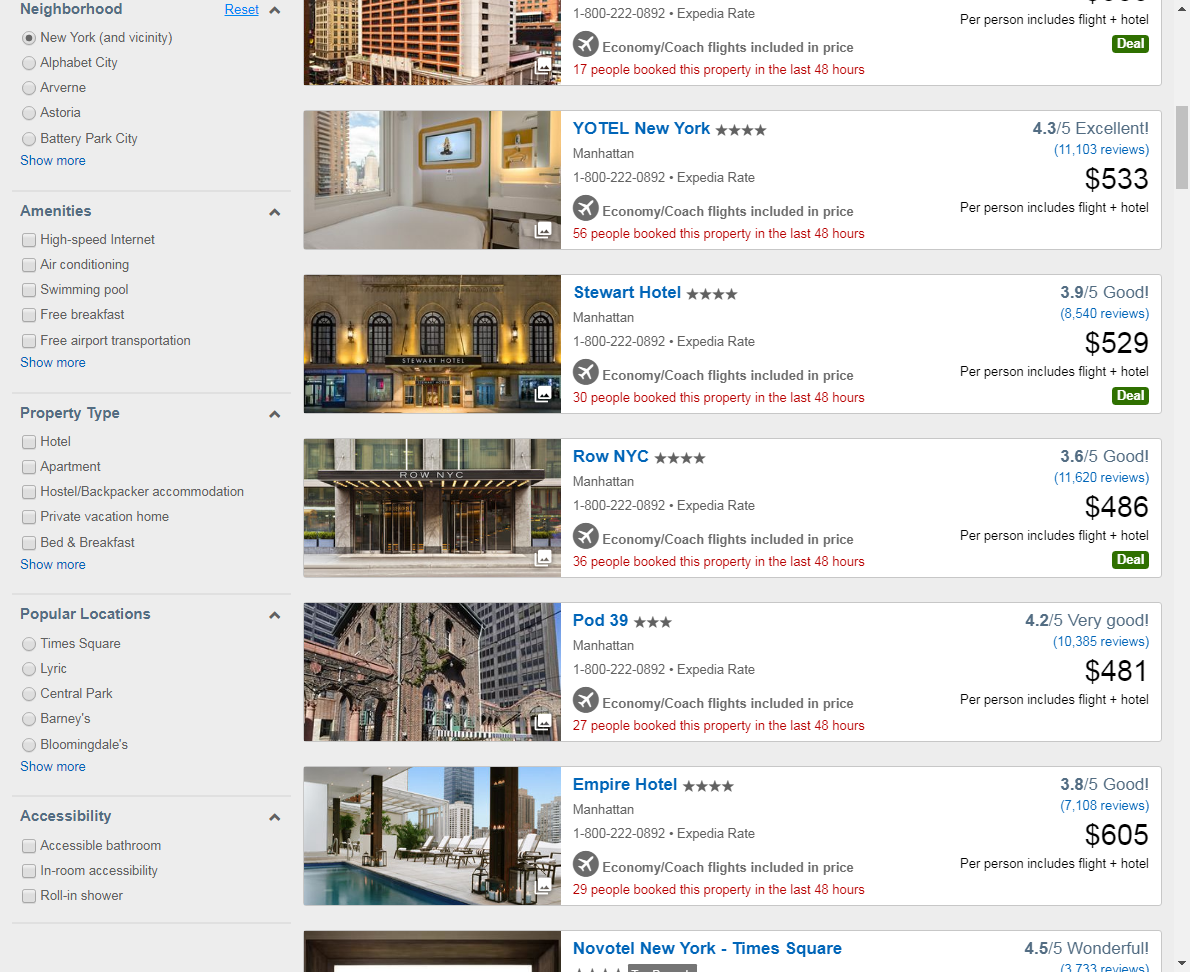 Neighborhood
Reset
New York (and vicinity)
Alphabet City
Arverne
Astoria
Battery Park City
Show more
Amenities
High-speed Internet
Air conditioning
Swimming pool
Free breakfast
Free airport transportation
Show more
Property Type
Hotel
Apartment
Hostel/Backpacker accommodation
Private vacation home
Bed & Breakfast
Show more
Popular Locations
Times Square
Lyric
Central Park
Barney's
Bloomingdale's
Show more
Accessibility
Accessible bathroom
In-room accessibility
Roll-in shower
1-800-222-0892 • Expedia Rate
Economy/Coach flights included in price
17 people booked this property in the last 48 hours
Per person includes flight + hotel
Deal
YOTEL New York ★★★★
Manhattan
1-800-222-0892 • Expedia Rate
Economy/Coach flights included in price
56 people booked this property in the last 48 hours
4.3/5 Excellent!
(11,103 reviews)
$533
Per person includes flight + hotel
STEWART HOTEL
Stewart Hotel ★★★★
Manhattan
1-800-222-0892 • Expedia Rate
Economy/Coach flights included in price
30 people booked this property in the last 48 hours
3.9/5 Good!
(8,540 reviews)
$529
Per person includes flight + hotel
Deal
ROW NYC
Row NYC ★★★★
Manhattan
1-800-222-0892 • Expedia Rate
Economy/Coach flights included in price
36 people booked this property in the last 48 hours
3.6/5 Good!
(11,620 reviews)
$486
Per person includes flight + hotel
Deal
Pod 39 ★★★
Manhattan
1-800-222-0892 • Expedia Rate
Economy/Coach flights included in price
27 people booked this property in the last 48 hours
4.2/5 Very good!
(10,385 reviews)
$481
Per person includes flight + hotel
Empire Hotel ★★★★
Manhattan
1-800-222-0892 • Expedia Rate
Economy/Coach flights included in price
29 people booked this property in the last 48 hours
3.8/5 Good!
(7,108 reviews)
$605
Per person includes flight + hotel
Novotel New York - Times Square
4.5/5 Wonderful!
(3,733 reviews)